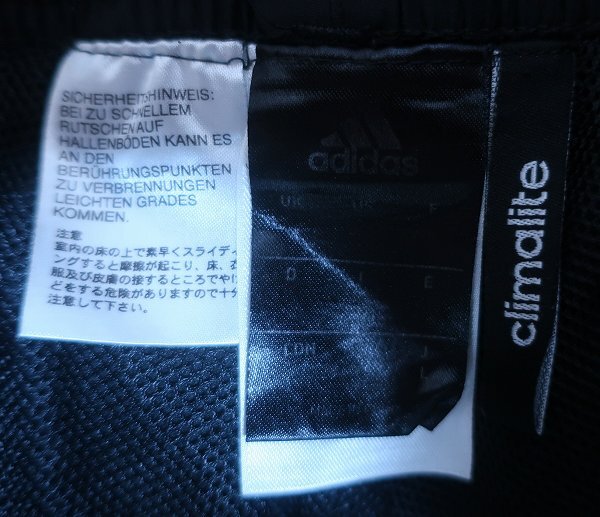 SICHERHEITSHINWEIS:
BEI ZU SCHNELLEM
RUTSCHEN AUF
HALLENBÖDEN KANN ES
AN DEN
BERÜHRUNGSPUNKTEN
ZU VERBRENNUNGEN
LEICHTEN GRADES
KOMMEN.
注意
室内の床の上で素早くスライディ
ングすると摩擦が起こり、床、衣
服及び皮膚の接するところでやけ
どをする危険がありますので十分
注意して下さい。
adidas
UK
F
D
I
E
J
L
climalite